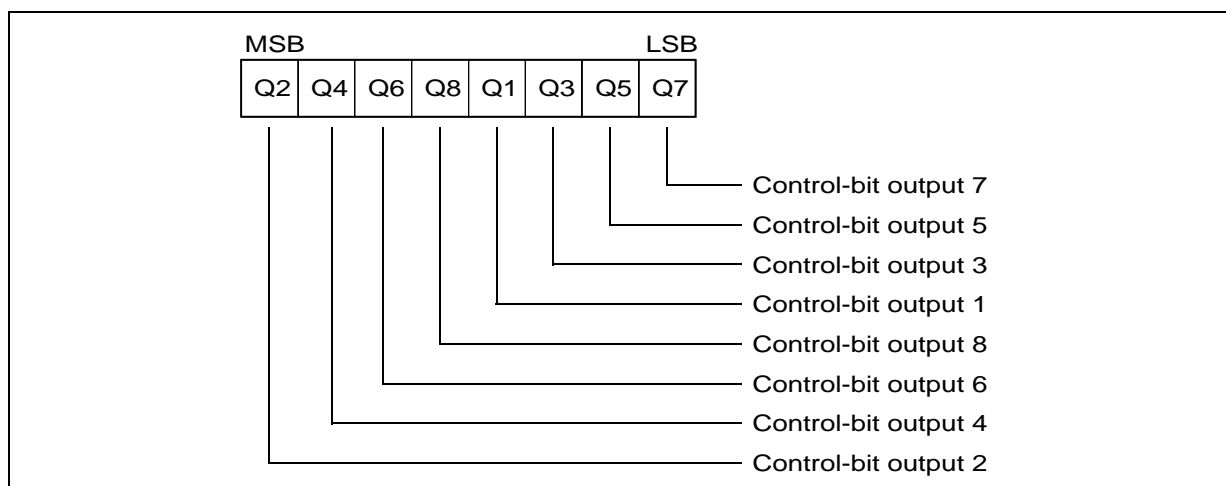 MSB LSB
Q2 Q4 Q6 Q8 Q1 Q3 Q5 Q7
Control-bit output 7
Control-bit output 5
Control-bit output 3
Control-bit output 1
Control-bit output 8
Control-bit output 6
Control-bit output 4
Control-bit output 2